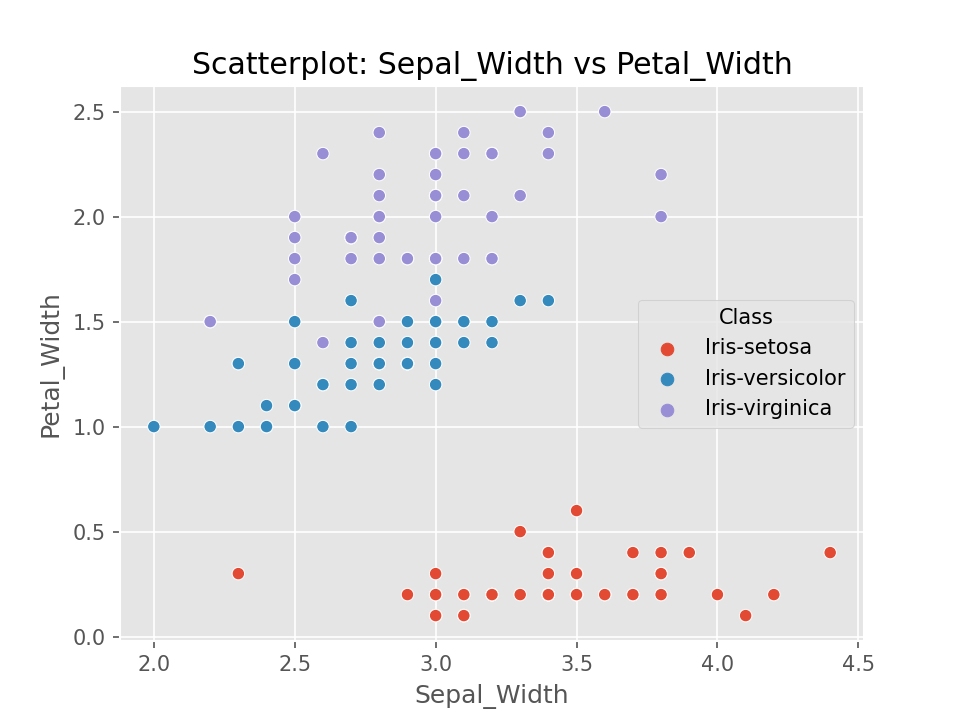 Scatterplot: Sepal_Width vs Petal_Width
2.5
2.0
1.5
1.0
0.5
0.0
Petal_Width
Class
Iris-setosa
Iris-versicolor
Iris-virginica
2.0 2.5 3.0 3.5 4.0 4.5
Sepal_Width